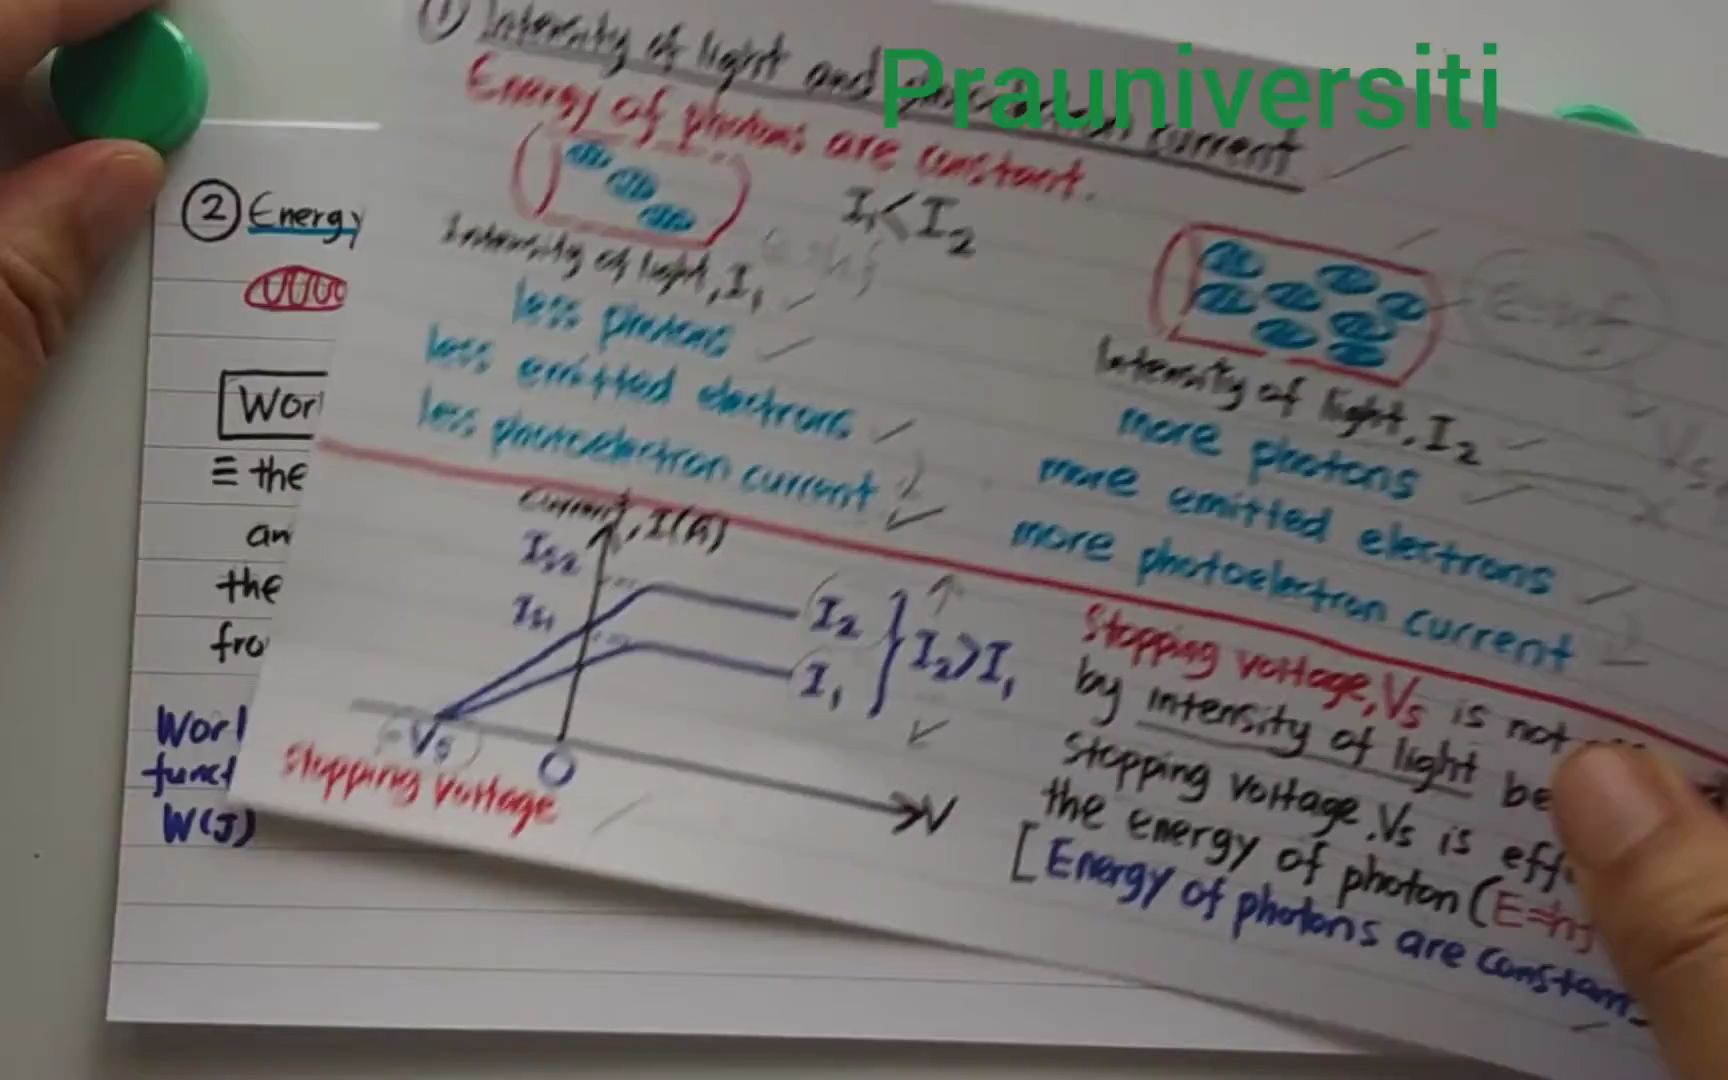 Prauniversiti
① Intensity of light and photoelectron current
Energy of photons are constant.
I₁<I₂
Intensity of light, I₁
less photons
less emitted electrons
less photoelectron current
Intensity of light, I₂
more photons
more emitted electrons
more photoelectron current
Current, I(A)
Is₂
Is₁
I₂
I₁
I₂>I₁
-Vs
O
V
Stopping voltage
Stopping voltage, Vs is not
by intensity of light be
Stopping voltage, Vs is eff
the energy of photon (E=hf
[Energy of photons are constant
② Energy
Wor
≡ the
an
the
fro
Wor
funct
W(J)